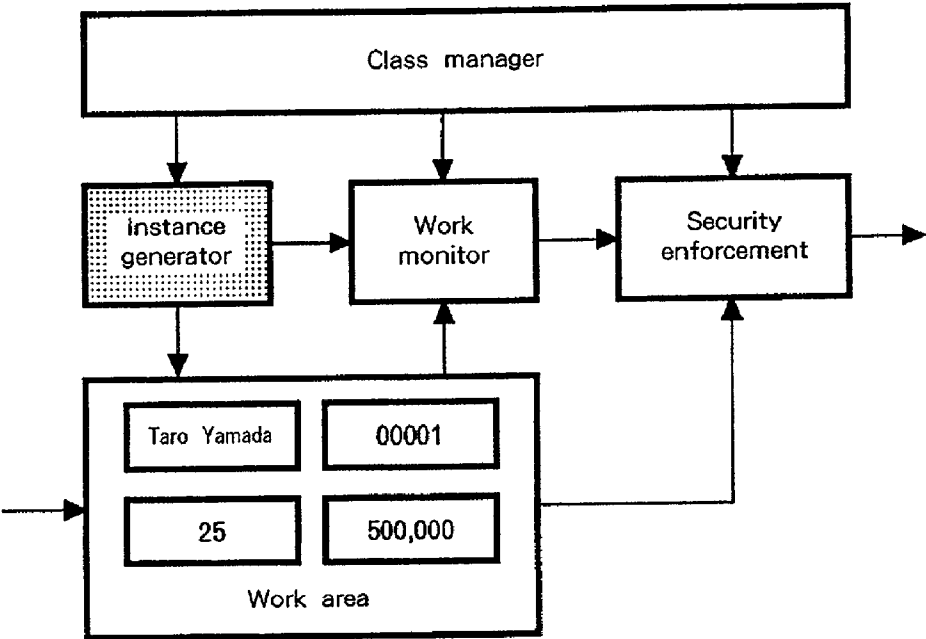 Class manager
Instance
generator
Work
monitor
Security
enforcement
Taro Yamada
00001
25
500,000
Work area